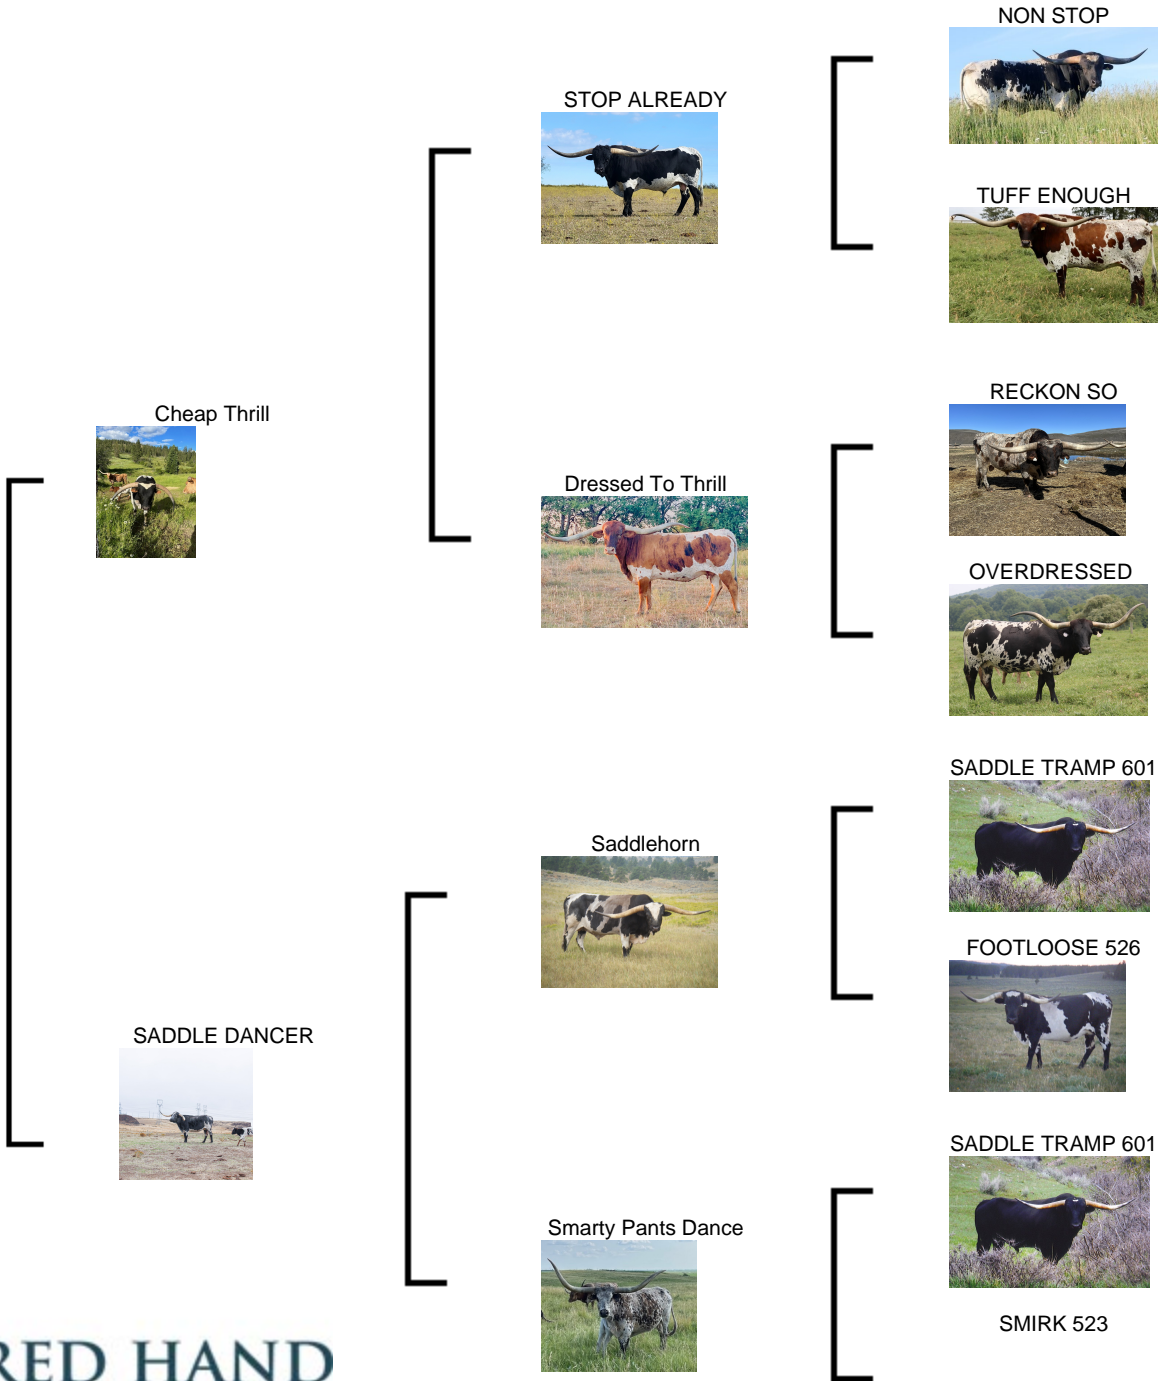 NON STOP
STOP ALREADY
TUFF ENOUGH
RECKON SO
Cheap Thrill
Dressed To Thrill
OVERDRESSED
SADDLE TRAMP 601
Saddlehorn
FOOTLOOSE 526
SADDLE DANCER
SADDLE TRAMP 601
Smarty Pants Dance
SMIRK 523
RED HAND